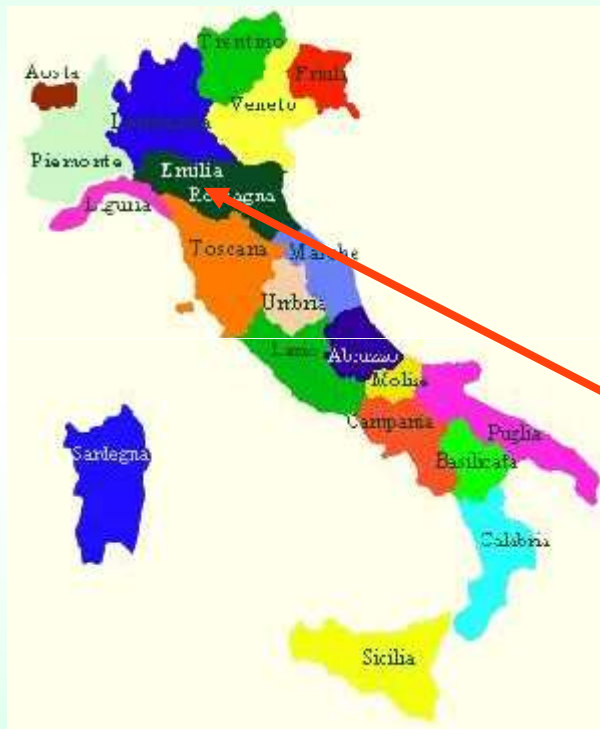 Trentino
Aosta
Friuli
Veneto
Lombardia
Piemonte
Emilia
Romagna
Liguria
Toscana
Marche
Umbria
Lazio
Abruzzo
Molise
Campania
Puglia
Basilicata
Sardegna
Calabria
Sicilia